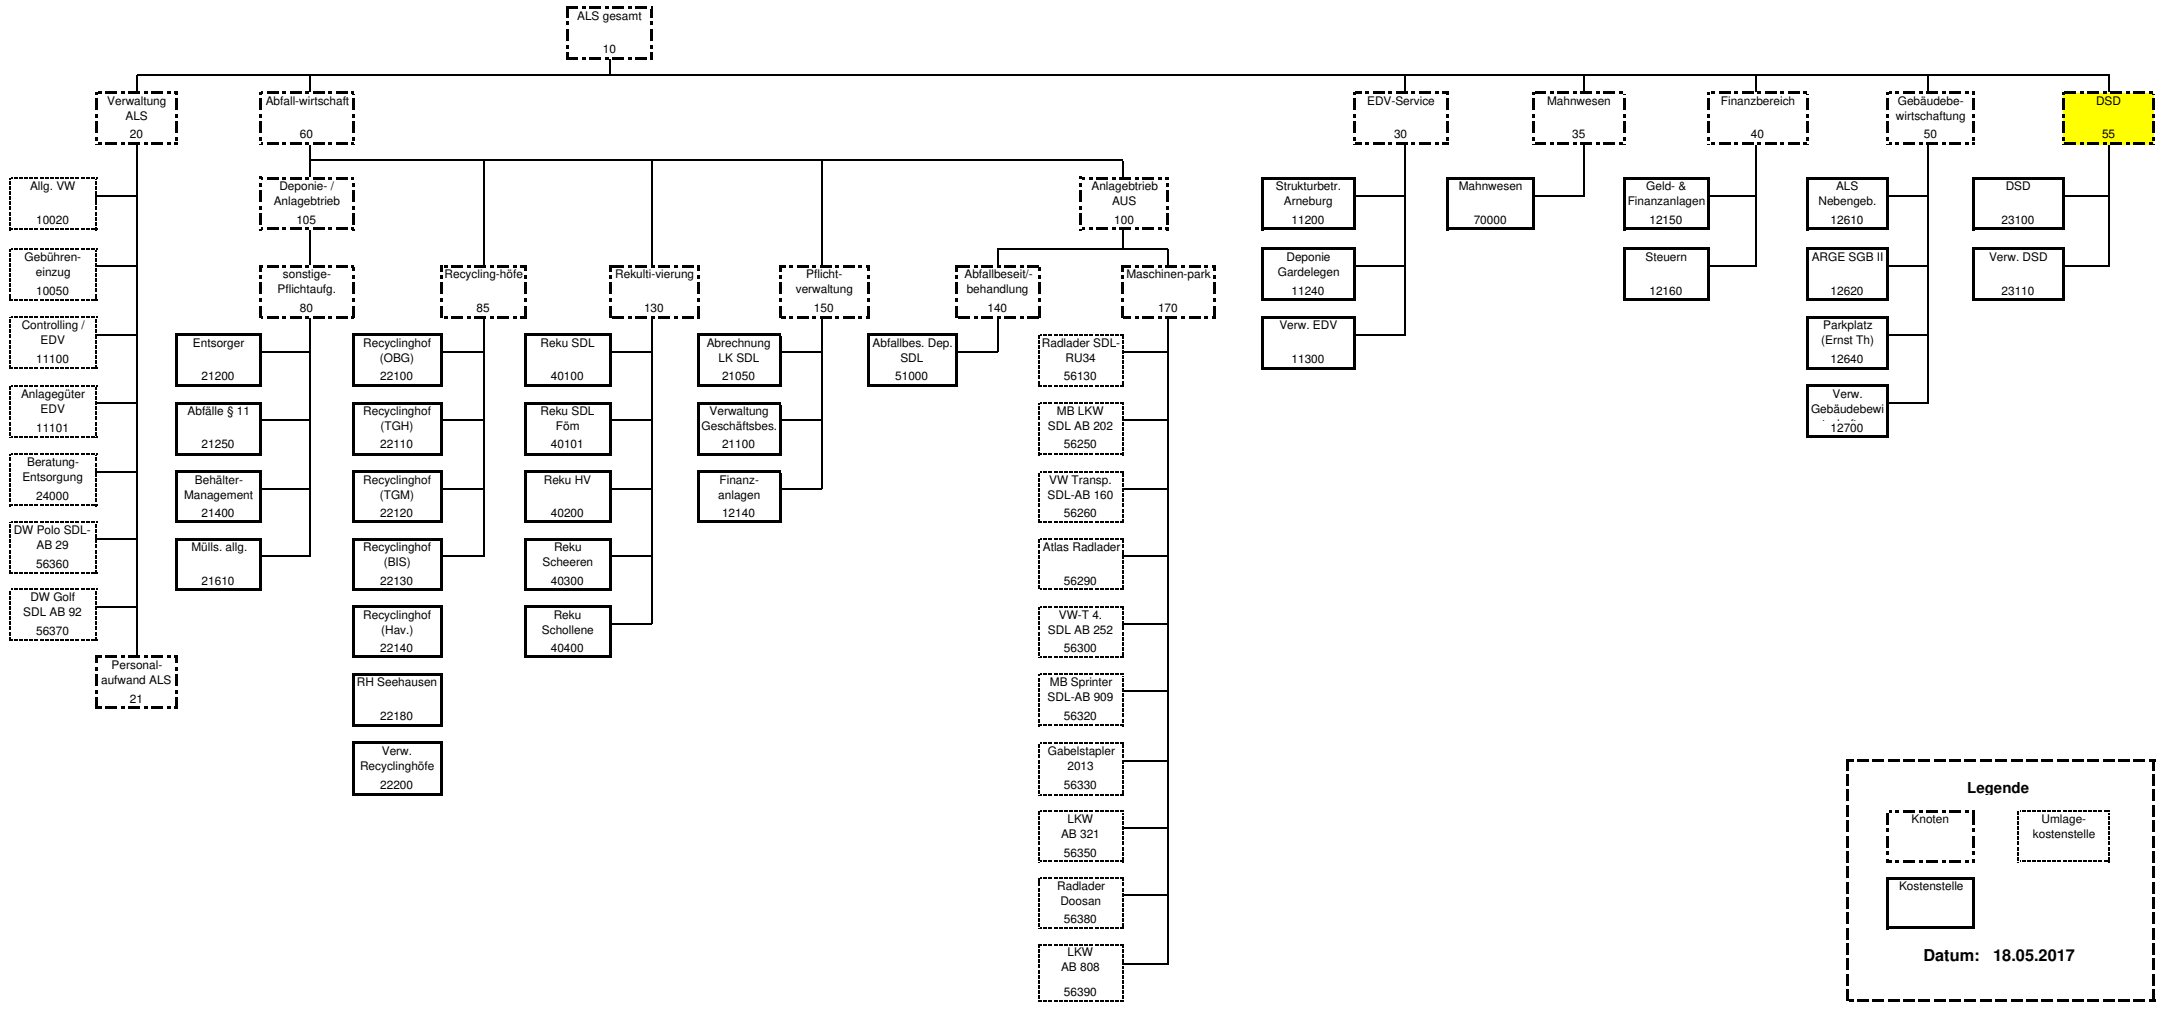 ALS gesamt
10
Verwaltung
ALS
20
Abfall-wirtschaft
60
EDV-Service
30
Mahnwesen
35
Finanzbereich
40
Gebäudebe-
wirtschaftung
50
DSD
55
Allg. VW
10020
Gebühren-
einzug
10050
Controlling /
EDV
11100
Anlagegüter
EDV
11101
Beratung-
Entsorgung
24000
DW Polo SDL-
AB 29
56360
DW Golf
SDL AB 92
56370
Personal-
aufwand ALS
21
Deponie- /
Anlagebtrieb
105
Anlagebtrieb
AUS
100
sonstige-
Pflichtaufg.
80
Recycling-höfe
85
Rekulti-vierung
130
Pflicht-
verwaltung
150
Abfallbeseit/-
behandlung
140
Maschinen-park
170
Entsorger
21200
Abfälle § 11
21250
Behälter-
Management
21400
Mülls. allg.
21610
Recyclinghof
(OBG)
22100
Recyclinghof
(TGH)
22110
Recyclinghof
(TGM)
22120
Recyclinghof
(BIS)
22130
Recyclinghof
(Hav.)
22140
RH Seehausen
22180
Verw.
Recyclinghöfe
22200
Reku SDL
40100
Reku SDL
Föm
40101
Reku HV
40200
Reku
Scheeren
40300
Reku
Schollene
40400
Abrechnung
LK SDL
21050
Verwaltung
Geschäftsbes.
21100
Finanz-
anlagen
12140
Abfallbes. Dep.
SDL
51000
Radlader SDL-
RU34
56130
MB LKW
SDL AB 202
56250
VW Transp.
SDL-AB 160
56260
Atlas Radlader
56290
VW-T 4.
SDL AB 252
56300
MB Sprinter
SDL-AB 909
56320
Gabelstapler
2013
56330
LKW
AB 321
56350
Radlader
Doosan
56380
LKW
AB 808
56390
Strukturbetr.
Arneburg
11200
Deponie
Gardelegen
11240
Verw. EDV
11300
Mahnwesen
70000
Geld- &
Finanzanlagen
12150
Steuern
12160
ALS
Nebengeb.
12610
ARGE SGB II
12620
Parkplatz
(Ernst Th)
12640
Verw.
Gebäudebewi
12700
DSD
23100
Verw. DSD
23110
Legende
Knoten
Umlage-
kostenstelle
Kostenstelle
Datum: 18.05.2017